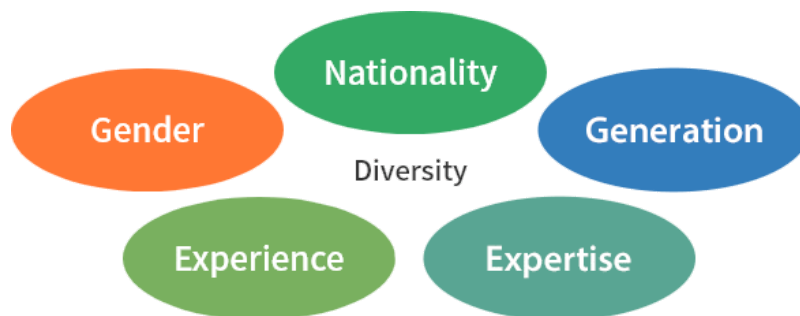 Nationality
Gender
Generation
Diversity
Experience
Expertise